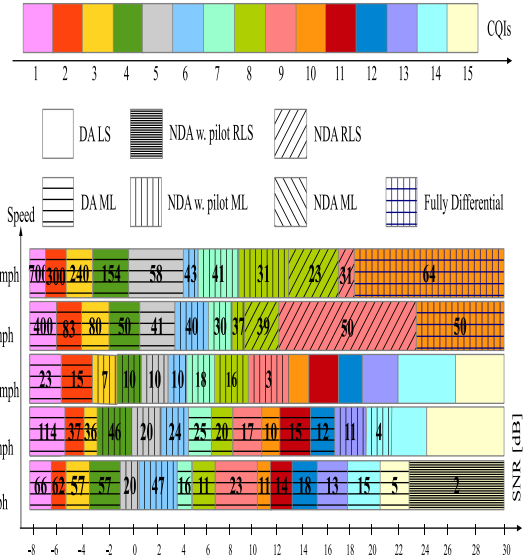 CQIs
1 2 3 4 5 6 7 8 9 10 11 12 13 14 15
DA LS NDA w. pilot RLS NDA RLS
DA ML NDA w. pilot ML NDA ML Fully Differential
Speed
mph 700 300 240 154 58 43 41 31 23 31 64
ph 400 83 80 50 41 40 30 37 39 50 50
mph 23 15 7 10 10 10 18 16 3
mph 114 37 36 46 20 24 25 20 17 10 15 12 11 4
ph 66 62 57 57 20 47 16 11 23 11 14 18 13 15 5 2
SNR [dB]
-8 -6 -4 -2 0 2 4 6 8 10 12 14 16 18 20 22 24 26 28 30